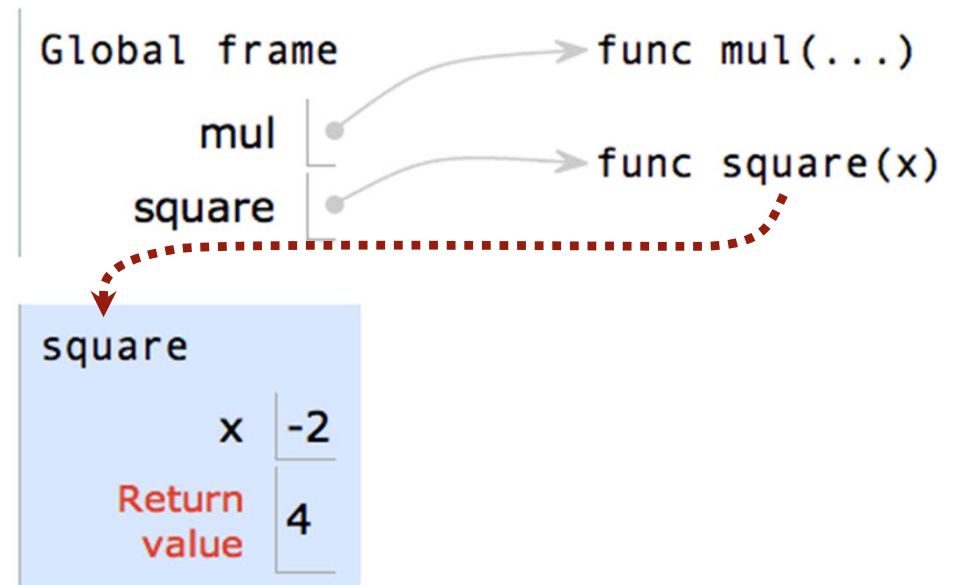 Global frame
func mul(...)
mul
func square(x)
square
square
x -2
Return
value
4